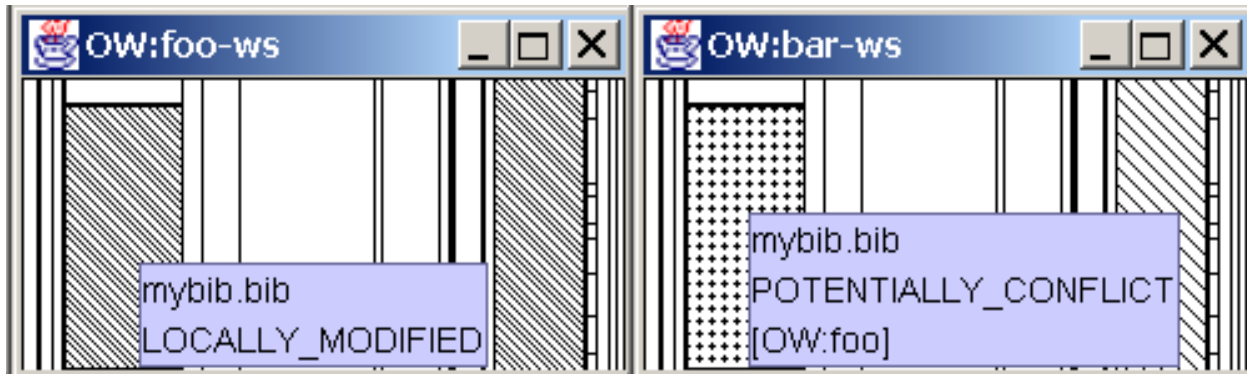 OW:foo-ws
mybib.bib
LOCALLY_MODIFIED
OW:bar-ws
mybib.bib
POTENTIALLY_CONFLICT
[OW:foo]